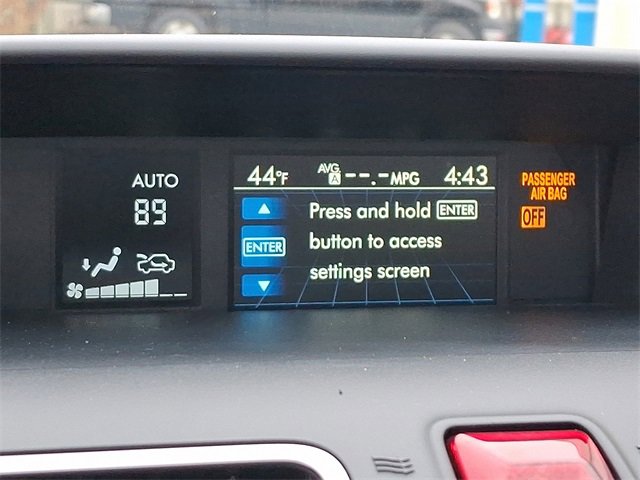 AUTO
89
44°F AVG A --.- MPG 4:43
Press and hold ENTER
ENTER
button to access
settings screen
PASSENGER
AIR BAG
OFF